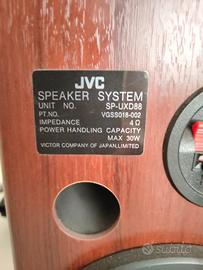 JVC
SPEAKER SYSTEM
UNIT NO. SP-UXD88
PT.NO. VGSS018-002
IMPEDANCE 4 Ω
POWER HANDLING CAPACITY
MAX 30W
VICTOR COMPANY OF JAPAN,LIMITED
subito